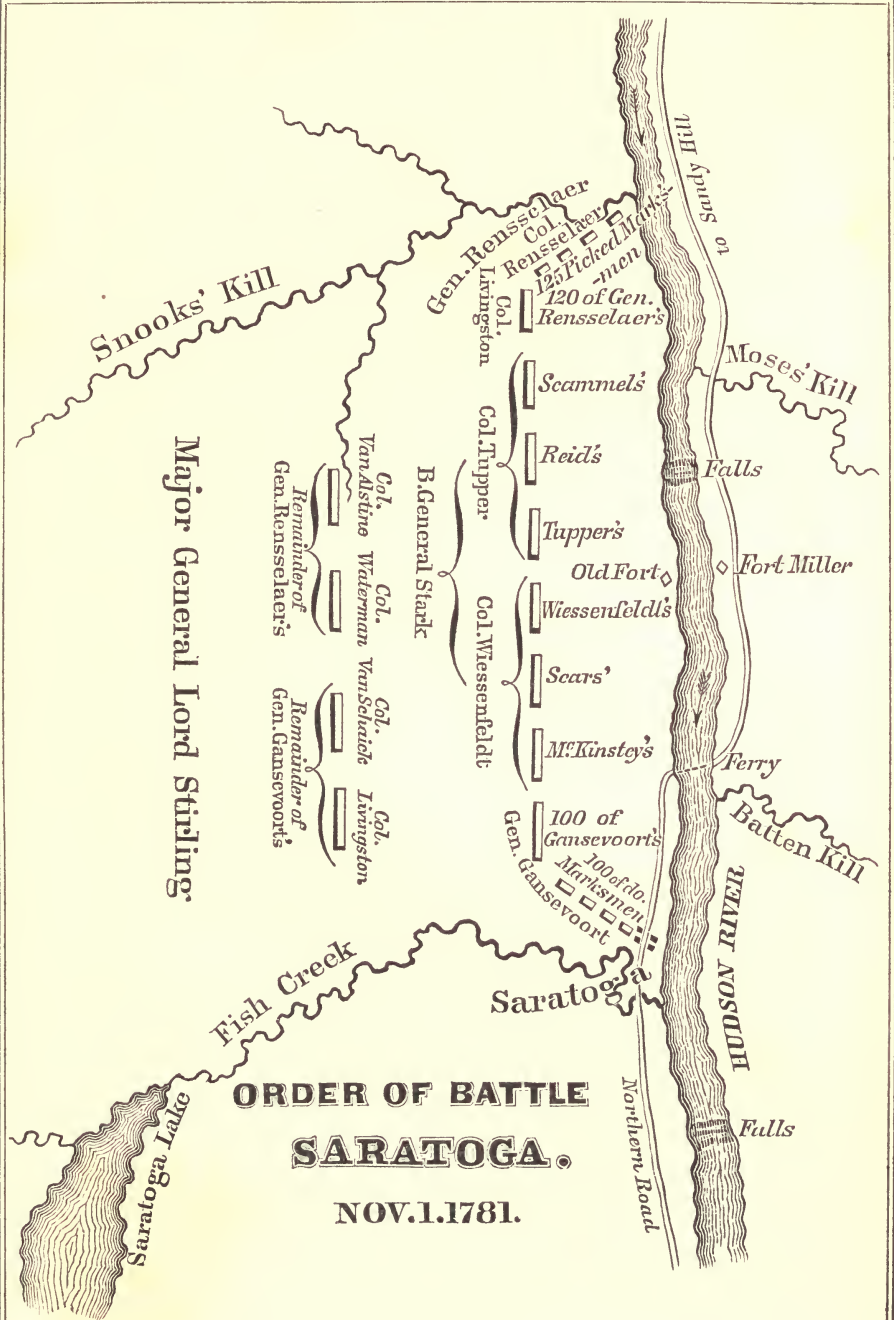 to Sandy Hill
Gen. Rensselaer
Col.
Rensselaer
125 Picked Marks-
-men
Snooks' Kill
Col.
Livingston
120 of Gen.
Rensselaer's
Moses' Kill
Scammel's
Col. Tupper
Reid's
Falls
Tupper's
B. General Stark
Old Fort
Fort Miller
Wiessenfeldt's
Col. Wiessenfeldt
Scars'
McKinstey's
Ferry
Batten Kill
100 of
Gansevoort's
100 of do.
Marksmen
Gen. Gansevoort
Col.
Van Alstine
Col.
Waterman
Remainder of
Gen. Rensselaer's
Col.
Van Schaick
Col.
Livingston
Remainder of
Gen. Gansevoort's
Major General Lord Stirling
HUDSON RIVER
Fish Creek
Saratoga
Saratoga Lake
Northern Road
Falls
ORDER OF BATTLE
SARATOGA.
NOV. 1. 1781.